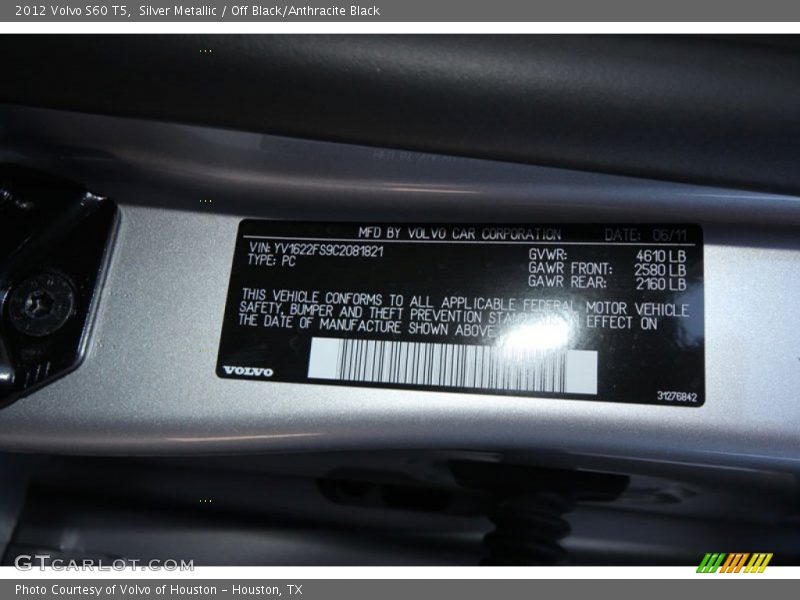 2012 Volvo S60 T5, Silver Metallic / Off Black/Anthracite Black
MFD BY VOLVO CAR CORPORATION DATE: 06/11
VIN: YV1622FS9C2081821
TYPE: PC
GVWR: 4610 LB
GAWR FRONT: 2580 LB
GAWR REAR: 2160 LB
THIS VEHICLE CONFORMS TO ALL APPLICABLE FEDERAL MOTOR VEHICLE
SAFETY, BUMPER AND THEFT PREVENTION EFFECT ON
THE DATE OF MANUFACTURE SHOWN ABOVE
VOLVO
31276842
GTCARLOT.COM
Photo Courtesy of Volvo of Houston - Houston, TX